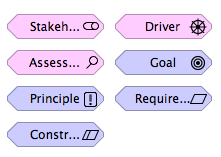 Stakeh...
Driver
Assess...
Goal
Principle
Require...
Constr...